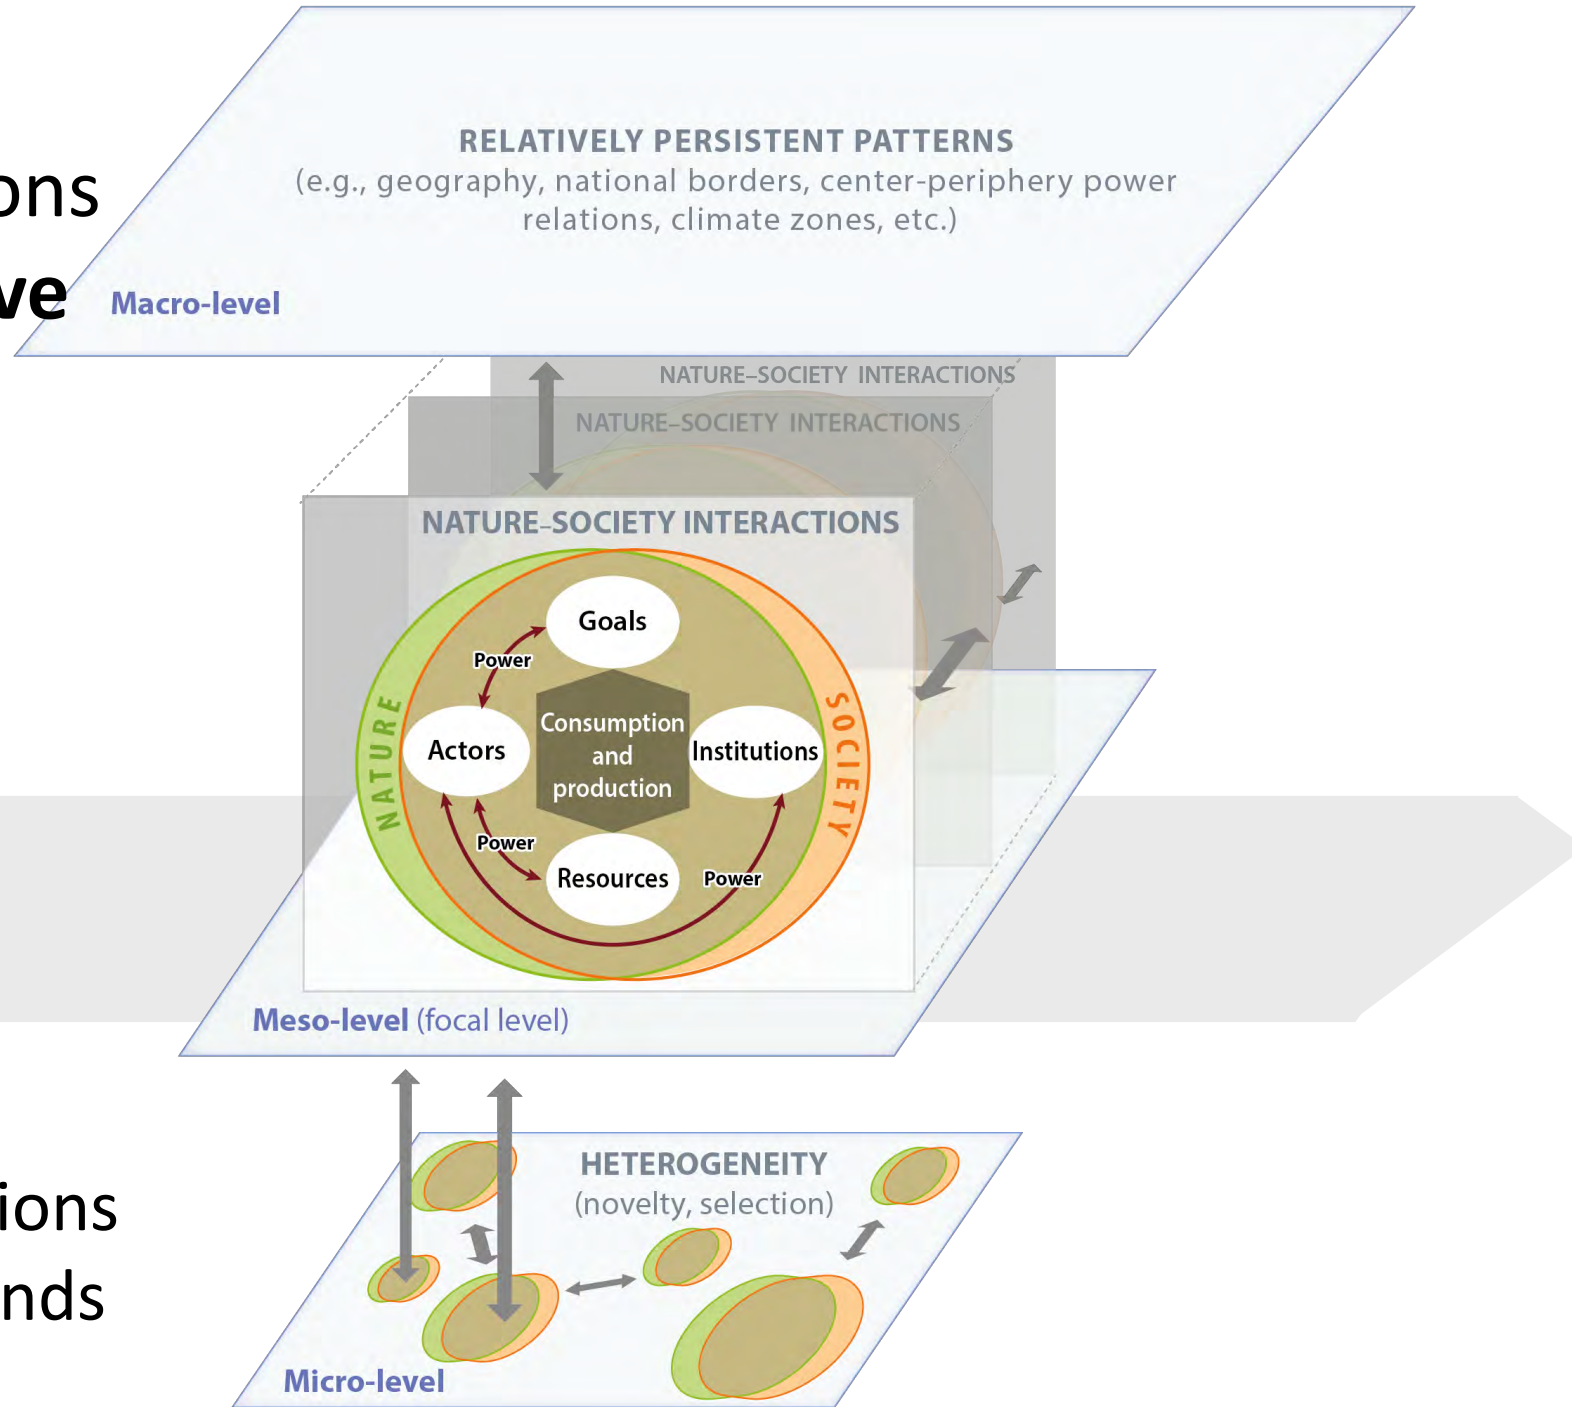 RELATIVELY PERSISTENT PATTERNS
(e.g., geography, national borders, center-periphery power
relations, climate zones, etc.)
ons
ve
Macro-level
NATURE–SOCIETY INTERACTIONS
NATURE–SOCIETY INTERACTIONS
NATURE–SOCIETY INTERACTIONS
Goals
Power
NATURE
SOCIETY
Actors
Consumption
and
production
Institutions
Power
Resources
Power
Meso-level (focal level)
HETEROGENEITY
(novelty, selection)
ions
nds
Micro-level